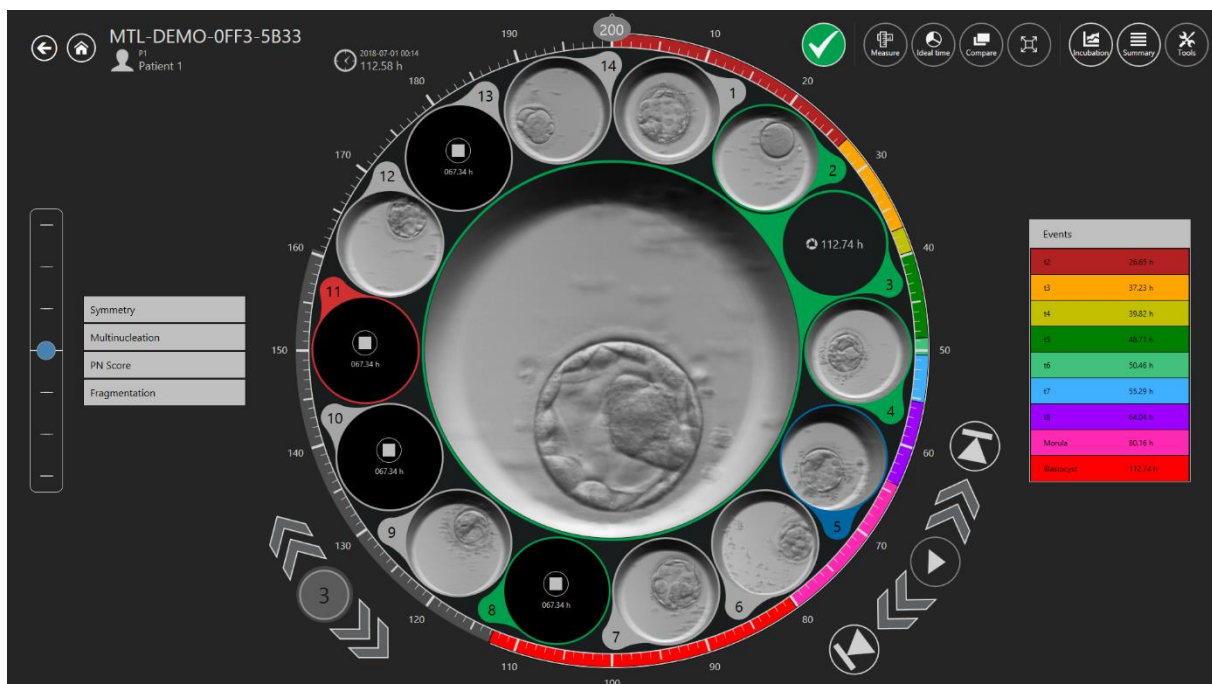 MTL-DEMO-0FF3-5B33
P1
Patient 1
2018-07-01 00:14
112.58 h
Measure
Ideal time
Compare
Incubation
Summary
Tools
200
10
20
30
40
50
60
70
80
90
100
110
120
130
140
150
160
170
180
190
1
2
3
112.74 h
4
5
6
7
8
067.34 h
9
10
067.34 h
11
067.34 h
12
13
067.34 h
14
Symmetry
Multinucleation
PN Score
Fragmentation
3
Events
t2 26.65 h
t3 37.23 h
t4 39.82 h
t5 48.71 h
t6 50.46 h
t7 55.29 h
t8 64.04 h
Morula 80.16 h
Blastocyst 112.74 h